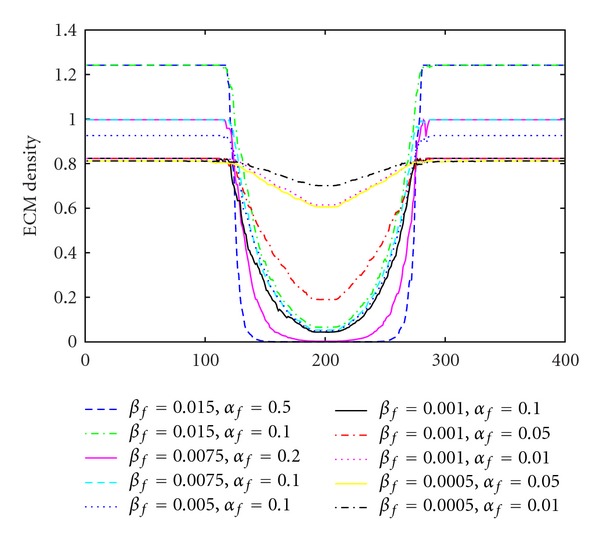 1.4
1.2
1
0.8
0.6
0.4
0.2
0
ECM density
0 100 200 300 400
β_f = 0.015, α_f = 0.5
β_f = 0.015, α_f = 0.1
β_f = 0.0075, α_f = 0.2
β_f = 0.0075, α_f = 0.1
β_f = 0.005, α_f = 0.1
β_f = 0.001, α_f = 0.1
β_f = 0.001, α_f = 0.05
β_f = 0.001, α_f = 0.01
β_f = 0.0005, α_f = 0.05
β_f = 0.0005, α_f = 0.01